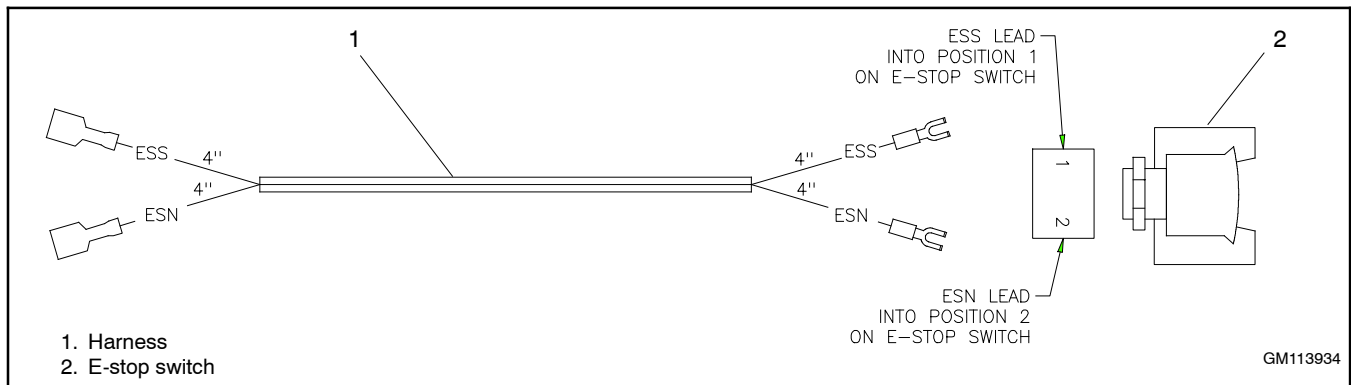 1
ESS LEAD
INTO POSITION 1
ON E-STOP SWITCH
2
ESS
4"
4"
ESN
4"
ESS
4"
ESN
1
2
ESN LEAD
INTO POSITION 2
ON E-STOP SWITCH
1. Harness
2. E-stop switch
GM113934